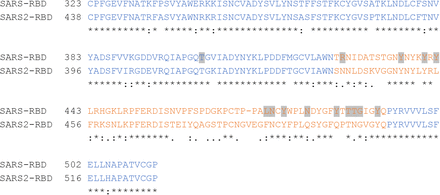 SARS-RBD 323 CPFGEVFNATKFPSVYAWERKKISNCVADYSVLYNSTFFSTFKCYGVSATKLNDLCFSNV
SARS2-RBD 438 CPFGEVFNATRFASVYAWNRKRISNCVADYSVLYNSASFSTFKCYGVSPTKLNDLCFTNV
**********:*.*****:**:**************: **********.********:**
SARS-RBD 383 YADSFVVKGDDVRQIAPGQTGVIADYNYKLPDDFMGCVLAWNTRNIDATSTGNYNYKYRY
SARS2-RBD 396 YADSFVIRGDEVRQIAPGQTGKIADYNYKLPDDFTGCVIAWNSNNLDSKVGGNYNYLYRL
******::**:********** ************ ***:***:.*:*:. .***** **
SARS-RBD 443 LRHGKLRPFERDISNVPFSPDGKPCTP-PALNCYWPLNDYGFYTTTGIGYQPYRVVVLSF
SARS2-RBD 456 FRKSNLKPFERDISTEIYQAGSTPCNGVEGFNCYFPLQSYGFQPTNGVGYQPYRVVVLSF
:*:.:*:*******.  :.....**.   .:***:**:.***  *.*:************
SARS-RBD 502 ELLNAPATVCGP
SARS2-RBD 516 ELLHAPATVCGP
***:********